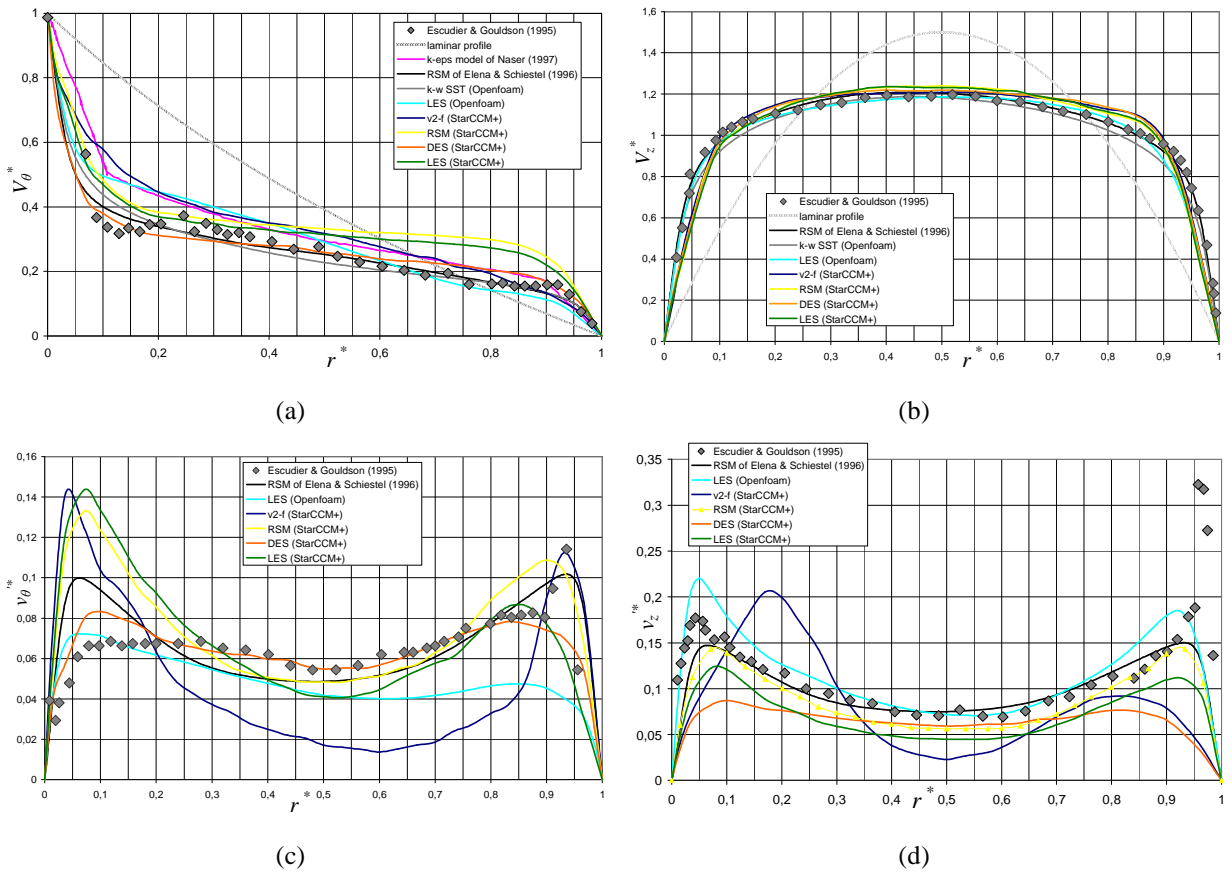 1
0,8
0,6
0,4
0,2
0
0
0,2
0,4
0,6
0,8
1
V*θ
r*
Escudier & Gouldson (1995)
laminar profile
k-eps model of Naser (1997)
RSM of Elena & Schiestel (1996)
k-w SST (Openfoam)
LES (Openfoam)
v2-f (StarCCM+)
RSM (StarCCM+)
DES (StarCCM+)
LES (StarCCM+)
(a)
1,6
1,4
1,2
1
0,8
0,6
0,4
0,2
0
0
0,1
0,2
0,3
0,4
0,5
0,6
0,7
0,8
0,9
1
V*z
r*
Escudier & Gouldson (1995)
laminar profile
RSM of Elena & Schiestel (1996)
k-w SST (Openfoam)
LES (Openfoam)
v2-f (StarCCM+)
RSM (StarCCM+)
DES (StarCCM+)
LES (StarCCM+)
(b)
0,16
0,14
0,12
0,1
0,08
0,06
0,04
0,02
0
0
0,1
0,2
0,3
0,4
0,5
0,6
0,7
0,8
0,9
1
v'*θ
r*
Escudier & Gouldson (1995)
RSM of Elena & Schiestel (1996)
LES (Openfoam)
v2-f (StarCCM+)
RSM (StarCCM+)
DES (StarCCM+)
LES (StarCCM+)
(c)
0,35
0,3
0,25
0,2
0,15
0,1
0,05
0
0
0,1
0,2
0,3
0,4
0,5
0,6
0,7
0,8
0,9
1
v'*z
r*
Escudier & Gouldson (1995)
RSM of Elena & Schiestel (1996)
LES (Openfoam)
v2-f (StarCCM+)
RSM (StarCCM+)
DES (StarCCM+)
LES (StarCCM+)
(d)